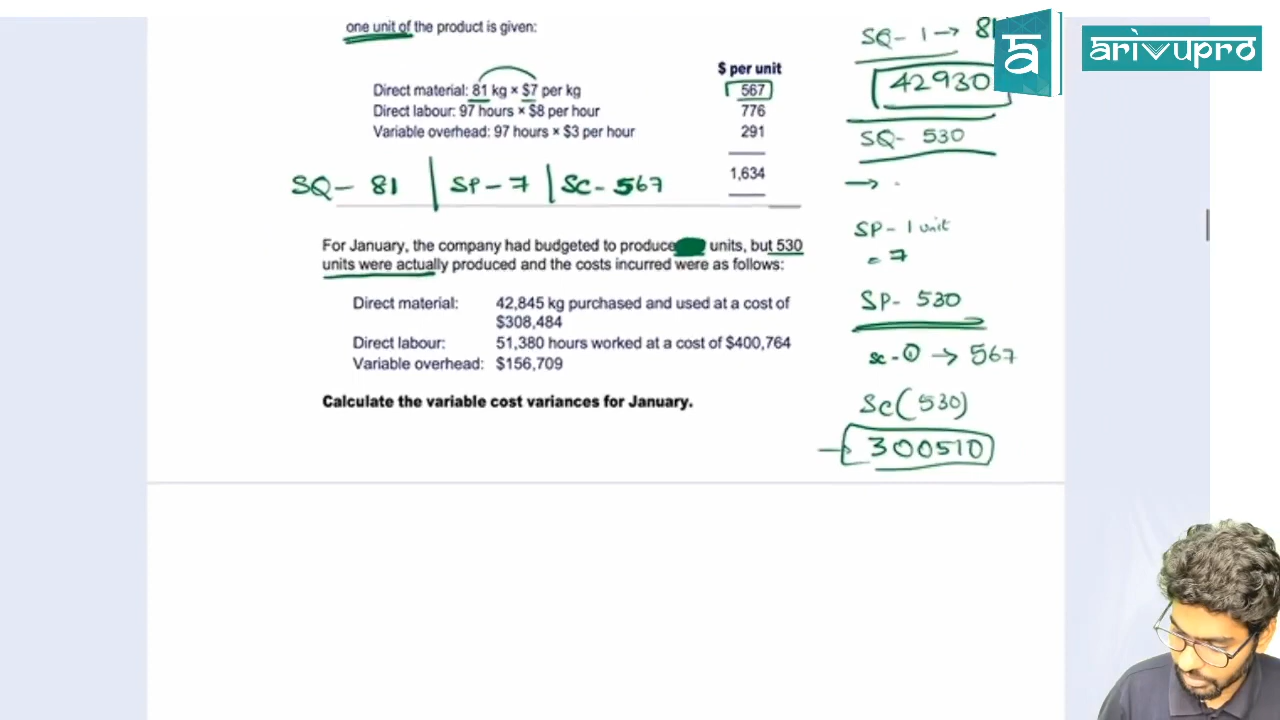 one unit of the product is given:
$ per unit
Direct material: 81 kg × $7 per kg 567
Direct labour: 97 hours × $8 per hour 776
Variable overhead: 97 hours × $3 per hour 291
1,634
SQ- 81 | SP-7 | SC-567
For January, the company had budgeted to produce units, but 530
units were actually produced and the costs incurred were as follows:
Direct material: 42,845 kg purchased and used at a cost of
$308,484
Direct labour: 51,380 hours worked at a cost of $400,764
Variable overhead: $156,709
Calculate the variable cost variances for January.
SQ-1 → 81
42930
SQ- 530
→
SP-1 unit
= 7
SP- 530
SC-① → 567
SC(530)
→ 300510
ā
arivupro